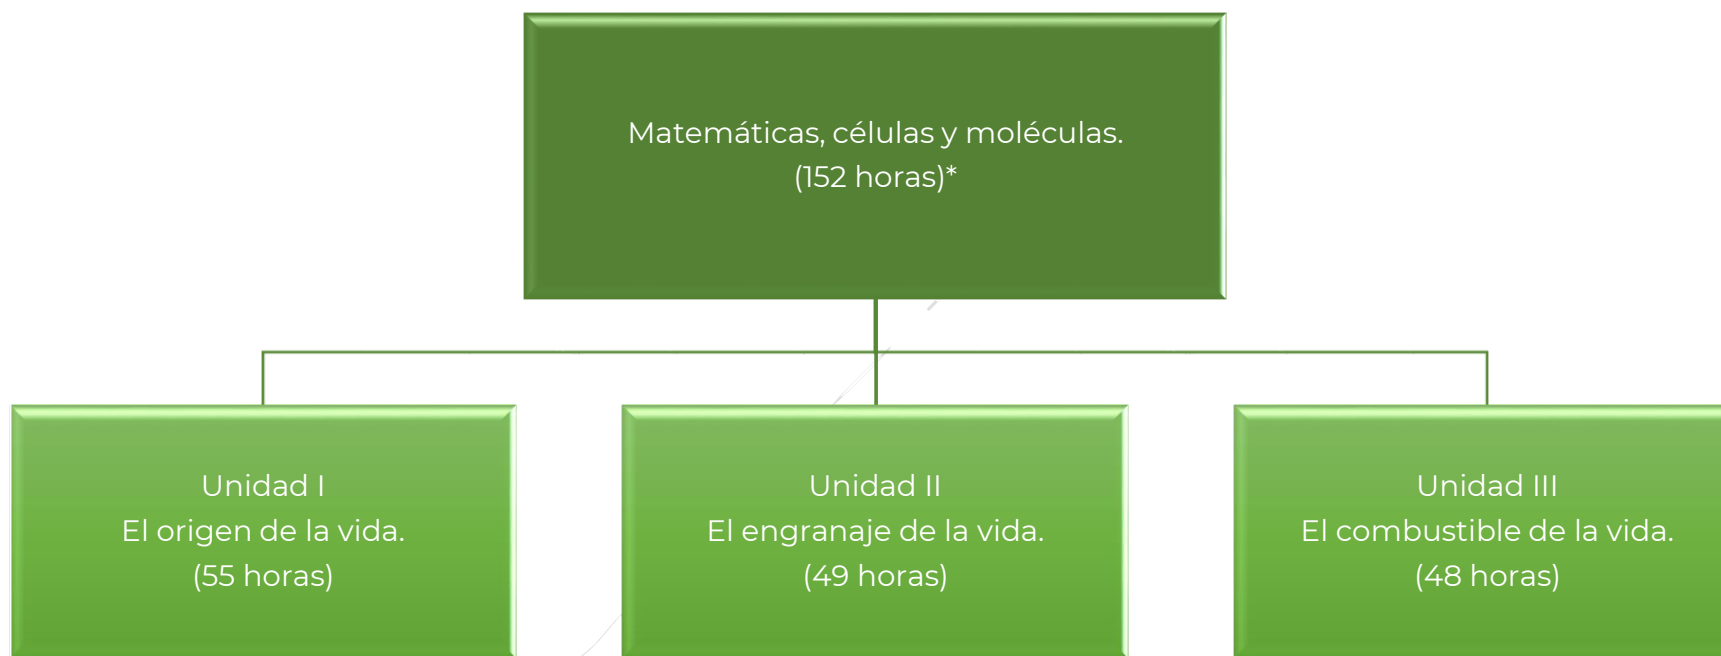 Matemáticas, células y moléculas.
(152 horas)*
Unidad I
El origen de la vida.
(55 horas)
Unidad II
El engranaje de la vida.
(49 horas)
Unidad III
El combustible de la vida.
(48 horas)